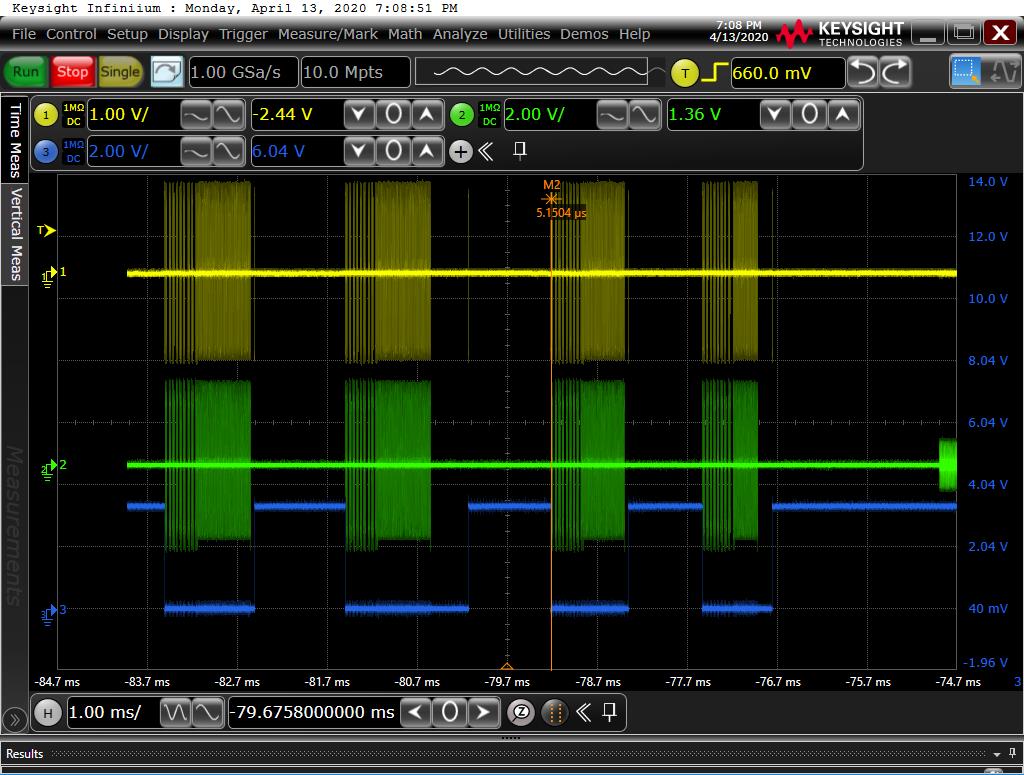 Keysight Infiniium : Monday, April 13, 2020 7:08:51 PM
File Control Setup Display Trigger Measure/Mark Math Analyze Utilities Demos Help
7:08 PM
4/13/2020
KEYSIGHT
TECHNOLOGIES
X
Run Stop Single 1.00 GSa/s 10.0 Mpts T 660.0 mV
Time Meas
Vertical Meas
Measurements
1 1MΩ DC 1.00 V/ -2.44 V 0 2 1MΩ DC 2.00 V/ 1.36 V 0
3 1MΩ DC 2.00 V/ 6.04 V 0 +
M2
5.1504 µs
T
1
2
3
14.0 V
12.0 V
10.0 V
8.04 V
6.04 V
4.04 V
2.04 V
40 mV
-1.96 V
-84.7 ms -83.7 ms -82.7 ms -81.7 ms -80.7 ms -79.7 ms -78.7 ms -77.7 ms -76.7 ms -75.7 ms -74.7 ms 3
H 1.00 ms/ -79.6758000000 ms 0 Z
Results